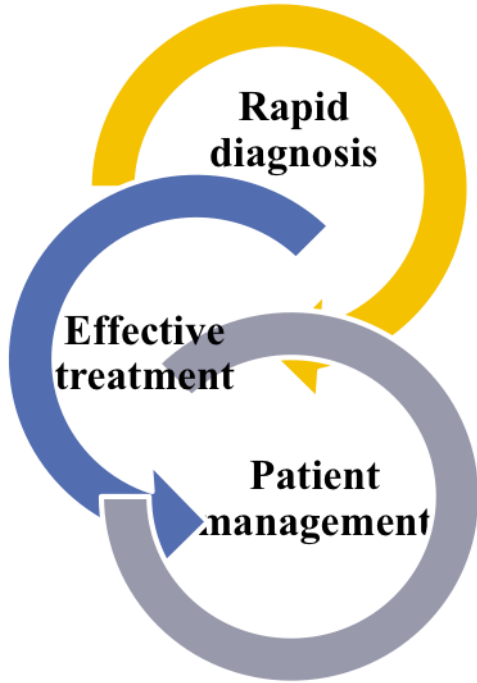 Rapid
diagnosis
Effective
treatment
Patient
management